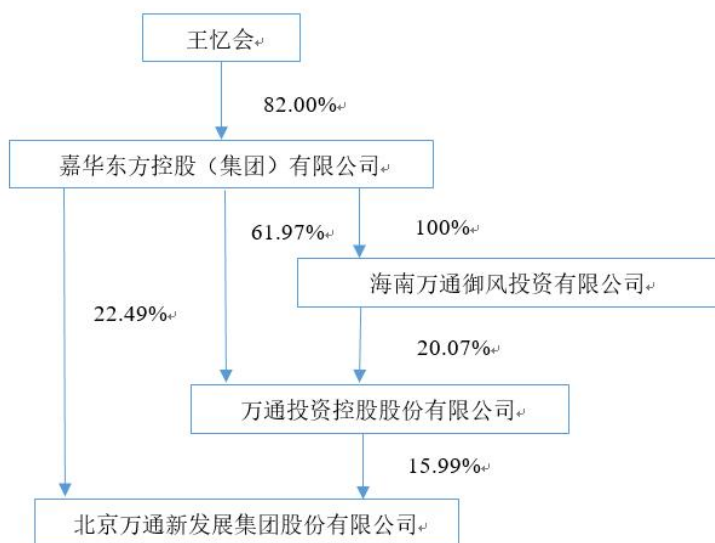 王忆会
82.00%
嘉华东方控股（集团）有限公司
61.97%
100%
海南万通御风投资有限公司
22.49%
20.07%
万通投资控股股份有限公司
15.99%
北京万通新发展集团股份有限公司